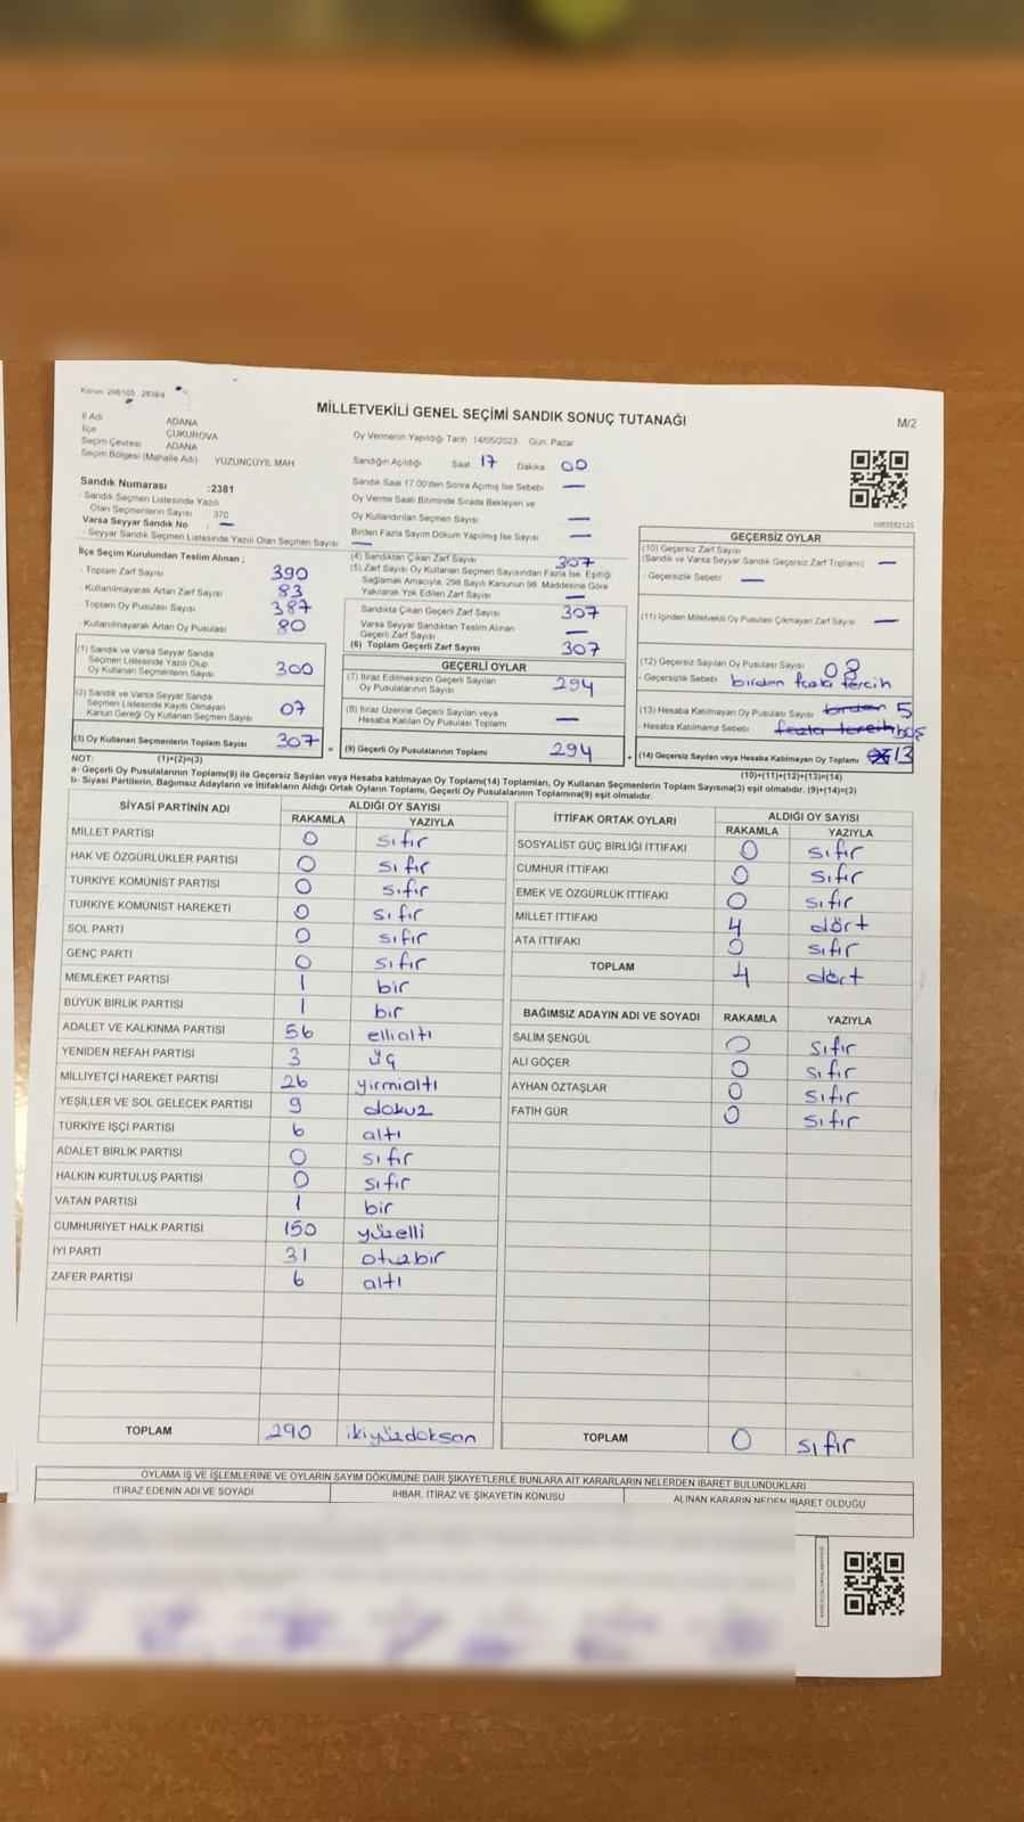 MİLLETVEKİLİ GENEL SEÇİMİ SANDIK SONUÇ TUTANAĞI
M/2
İl Adı ADANA
İlçe ÇUKUROVA
Seçim Çevresi ADANA
Seçim Bölgesi (Mahalle Adı) YÜZÜNCÜYIL MAH
Oy Vermenin Yapıldığı Tarih 14/05/2023 Gün Pazar
Sandığın Açıldığı Saat 17 Dakika 00
Sandık Saat 17.00'den Sonra Açılmış İse Sebebi —
Oy Verme Saati Bitiminde Sırada Bekleyen ve
Oy Kullandırılan Seçmen Sayısı —
Birden Fazla Sayım Döküm Yapılmış İse Sayısı —
Sandık Numarası :2381
- Sandık Seçmen Listesinde Yazılı
Olan Seçmenlerin Sayısı 370
Varsa Seyyar Sandık No : —
- Seyyar Sandık Seçmen Listesinde Yazılı Olan Seçmen Sayısı —
İlçe Seçim Kurulundan Teslim Alınan ;
- Toplam Zarf Sayısı 390
- Kullanılmayarak Artan Zarf Sayısı 83
- Toplam Oy Pusulası Sayısı 387
- Kullanılmayarak Artan Oy Pusulası 80
(1) Sandık ve Varsa Seyyar Sandık
Seçmen Listesinde Yazılı Olup
Oy Kullanan Seçmenlerin Sayısı 300
(2) Sandık ve Varsa Seyyar Sandık
Seçmen Listesinde Kayıtlı Olmayan
Kanun Gereği Oy Kullanan Seçmen Sayısı 07
(3) Oy Kullanan Seçmenlerin Toplam Sayısı 307
(1)+(2)=(3)
(4) Sandıktan Çıkan Zarf Sayısı 307
(5) Zarf Sayısı Oy Kullanan Seçmen Sayısından Fazla İse, Eşitliği
Sağlamak Amacıyla, 298 Sayılı Kanunun 98. Maddesine Göre
Yakılarak Yok Edilen Zarf Sayısı —
Sandıkta Çıkan Geçerli Zarf Sayısı 307
Varsa Seyyar Sandıktan Teslim Alınan
Geçerli Zarf Sayısı —
(6) Toplam Geçerli Zarf Sayısı 307
GEÇERLİ OYLAR
(7) İtiraz Edilmeksizin Geçerli Sayılan
Oy Pusulalarının Sayısı 294
(8) İtiraz Üzerine Geçerli Sayılan veya
Hesaba Katılan Oy Pusulası Toplamı —
= (9) Geçerli Oy Pusulalarının Toplamı 294
GEÇERSİZ OYLAR
(10) Geçersiz Zarf Sayısı
(Sandık ve Varsa Seyyar Sandık Geçersiz Zarf Toplamı) —
- Geçersizlik Sebebi —
(11) İçinden Milletvekili Oy Pusulası Çıkmayan Zarf Sayısı —
(12) Geçersiz Sayılan Oy Pusulası Sayısı 08
- Geçersizlik Sebebi birden fazla tercih
(13) Hesaba Katılmayan Oy Pusulası Sayısı birden 5
- Hesaba Katılmama Sebebi fazla tercih boş
+ (14) Geçersiz Sayılan veya Hesaba Katılmayan Oy Toplamı 13
(10)+(11)+(12)+(13)=(14)
NOT:
a- Geçerli Oy Pusulalarının Toplamı(9) ile Geçersiz Sayılan veya Hesaba katılmayan Oy Toplamı(14) Toplamları, Oy Kullanan Seçmenlerin Toplam Sayısına(3) eşit olmalıdır. (9)+(14)=(3)
b- Siyasi Partilerin, Bağımsız Adayların ve İttifakların Aldığı Ortak Oyların Toplamı, Geçerli Oy Pusulalarının Toplamına(9) eşit olmalıdır.
SİYASİ PARTİNİN ADI ALDIĞI OY SAYISI
RAKAMLA YAZIYLA
MİLLET PARTİSİ 0 sıfır
HAK VE ÖZGÜRLÜKLER PARTİSİ 0 sıfır
TÜRKİYE KOMÜNİST PARTİSİ 0 sıfır
TÜRKİYE KOMÜNİST HAREKETİ 0 sıfır
SOL PARTİ 0 sıfır
GENÇ PARTİ 0 sıfır
MEMLEKET PARTİSİ 1 bir
BÜYÜK BİRLİK PARTİSİ 1 bir
ADALET VE KALKINMA PARTİSİ 56 ellialtı
YENİDEN REFAH PARTİSİ 3 üç
MİLLİYETÇİ HAREKET PARTİSİ 26 yirmialtı
YEŞİLLER VE SOL GELECEK PARTİSİ 9 dokuz
TÜRKİYE İŞÇİ PARTİSİ 6 altı
ADALET BİRLİK PARTİSİ 0 sıfır
HALKIN KURTULUŞ PARTİSİ 0 sıfır
VATAN PARTİSİ 1 bir
CUMHURİYET HALK PARTİSİ 150 yüzelli
İYİ PARTİ 31 otuzbir
ZAFER PARTİSİ 6 altı
TOPLAM 290 ikiyüzdoksan
İTTİFAK ORTAK OYLARI ALDIĞI OY SAYISI
RAKAMLA YAZIYLA
SOSYALİST GÜÇ BİRLİĞİ İTTİFAKI 0 sıfır
CUMHUR İTTİFAKI 0 sıfır
EMEK VE ÖZGÜRLÜK İTTİFAKI 0 sıfır
MİLLET İTTİFAKI 4 dört
ATA İTTİFAKI 0 sıfır
TOPLAM 4 dört
BAĞIMSIZ ADAYIN ADI VE SOYADI RAKAMLA YAZIYLA
SALİM ŞENGÜL 0 sıfır
ALİ GÖÇER 0 sıfır
AYHAN ÖZTAŞLAR 0 sıfır
FATİH GÜR 0 sıfır
TOPLAM 0 sıfır
OYLAMA İŞ VE İŞLEMLERİNE VE OYLARIN SAYIM DÖKÜMÜNE DAİR ŞİKAYETLERLE BUNLARA AİT KARARLARIN NELERDEN İBARET BULUNDUKLARI
İTİRAZ EDENİN ADI VE SOYADI İHBAR, İTİRAZ VE ŞİKAYETİN KONUSU ALINAN KARARIN NEDEN İBARET OLDUĞU